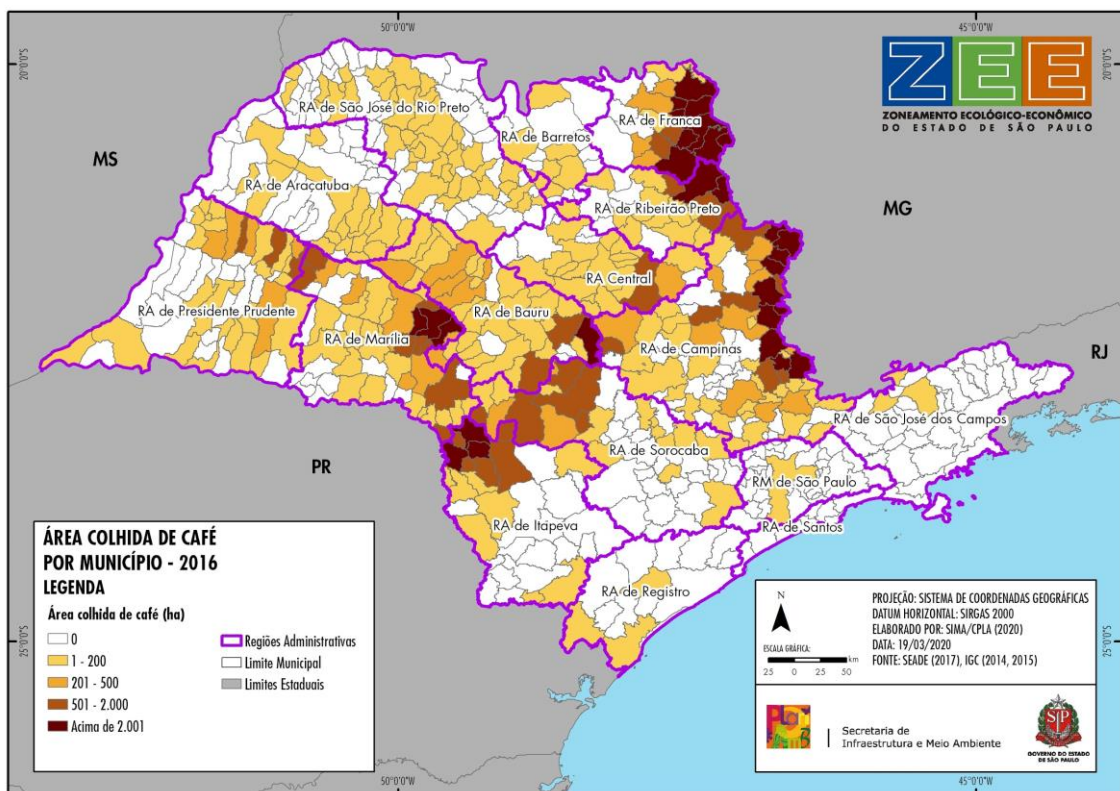 50°0'0"W
45°0'0"W
20°0'0"S
20°0'0"S
ZEE
ZONEAMENTO ECOLÓGICO-ECONÔMICO
DO ESTADO DE SÃO PAULO
RA de São José do Rio Preto
RA de Barretos
RA de Franca
MS
RA de Araçatuba
RA de Ribeirão Preto
MG
RA Central
RA de Presidente Prudente
RA de Bauru
RA de Marília
RA de Campinas
RJ
RA de São José dos Campos
RA de Sorocaba
PR
RM de São Paulo
RA de Itapeva
RA de Santos
RA de Registro
ÁREA COLHIDA DE CAFÉ
POR MUNICÍPIO - 2016
LEGENDA
Área colhida de café (ha)
0
1 - 200
201 - 500
501 - 2.000
Acima de 2.001
Regiões Administrativas
Limite Municipal
Limites Estaduais
N
ESCALA GRÁFICA:
25 0 25 50
km
PROJEÇÃO: SISTEMA DE COORDENADAS GEOGRÁFICAS
DATUM HORIZONTAL: SIRGAS 2000
ELABORADO POR: SIMA/CPLA (2020)
DATA: 19/03/2020
FONTE: SEADE (2017), IGC (2014, 2015)
25°0'0"S
25°0'0"S
Secretaria de
Infraestrutura e Meio Ambiente
GOVERNO DO ESTADO
DE SÃO PAULO
50°0'0"W
45°0'0"W